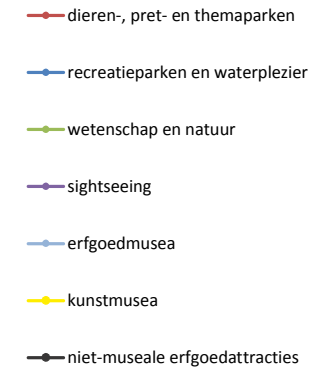 dieren-, pret- en themaparken
recreatieparken en waterplezier
wetenschap en natuur
sightseeing
erfgoedmusea
kunstmusea
niet-museale erfgoedattracties